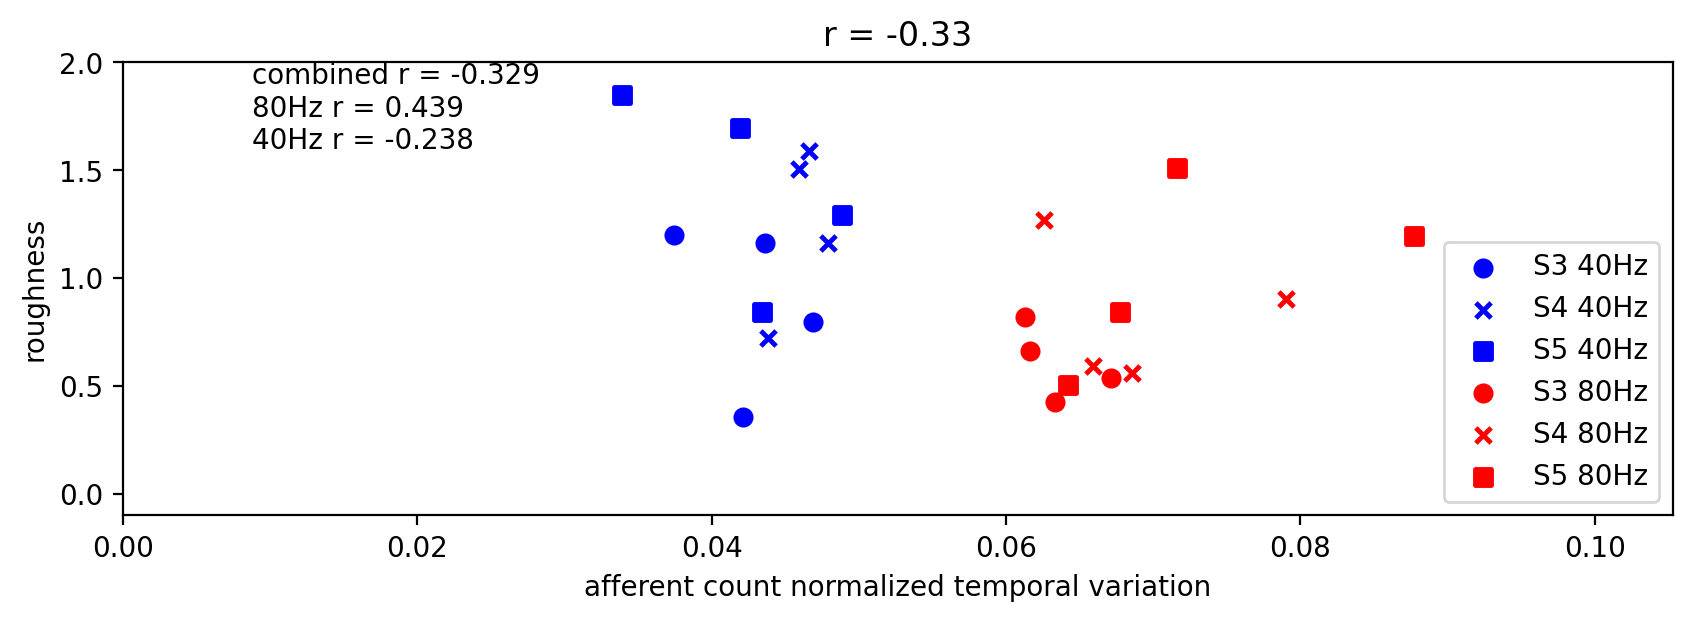 r = -0.33
combined r = -0.329
80Hz r = 0.439
40Hz r = -0.238
2.0
1.5
1.0
0.5
0.0
roughness
S3 40Hz
S4 40Hz
S5 40Hz
S3 80Hz
S4 80Hz
S5 80Hz
0.00 0.02 0.04 0.06 0.08 0.10
afferent count normalized temporal variation